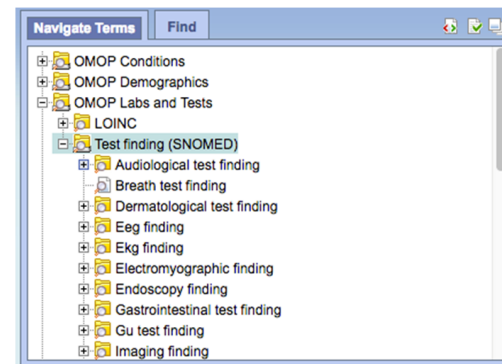 Navigate Terms Find
OMOP Conditions
OMOP Demographics
OMOP Labs and Tests
LOINC
Test finding (SNOMED)
Audiological test finding
Breath test finding
Dermatological test finding
Eeg finding
Ekg finding
Electromyographic finding
Endoscopy finding
Gastrointestinal test finding
Gu test finding
Imaging finding